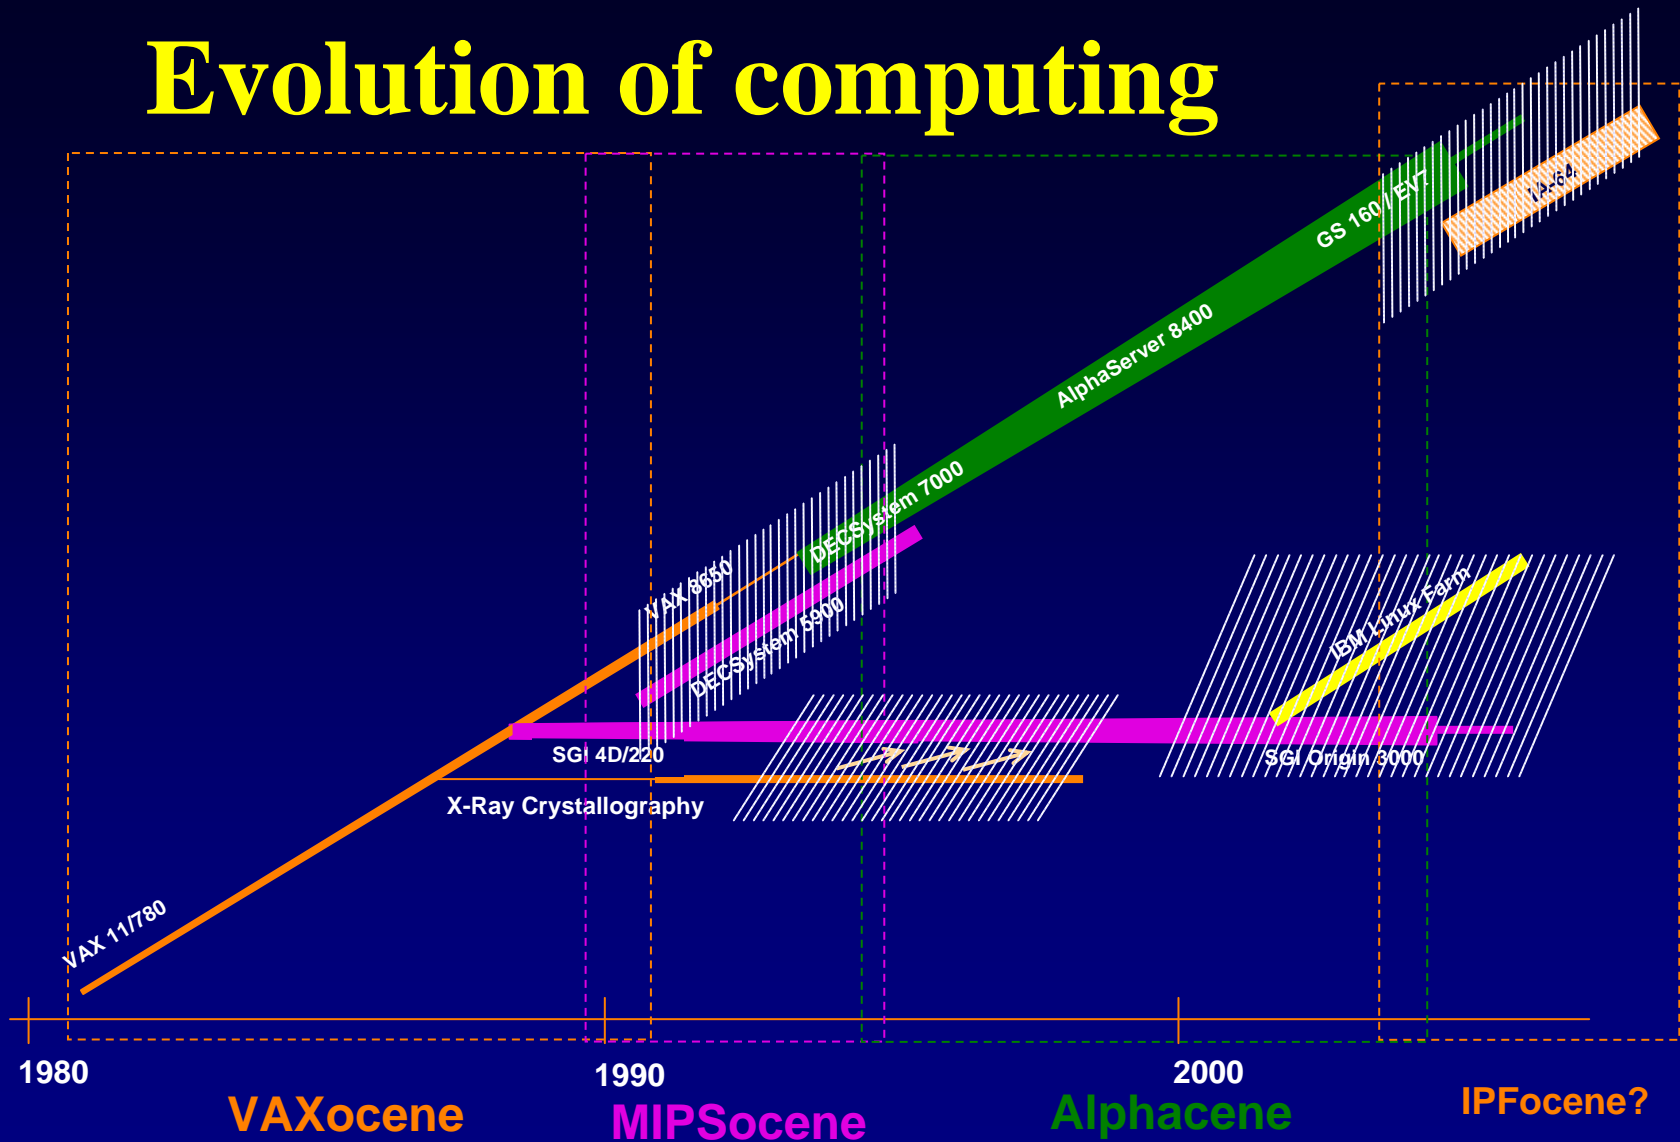 Evolution of computing
IA-64
GS 160 / EV7
AlphaServer 8400
DECSystem 7000
VAX 8650
DECSystem 5900
IBM Linux Farm
SGI 4D/220
SGI Origin 3000
X-Ray Crystallography
VAX 11/780
1980
1990
2000
VAXocene
MIPSocene
Alphacene
IPFocene?